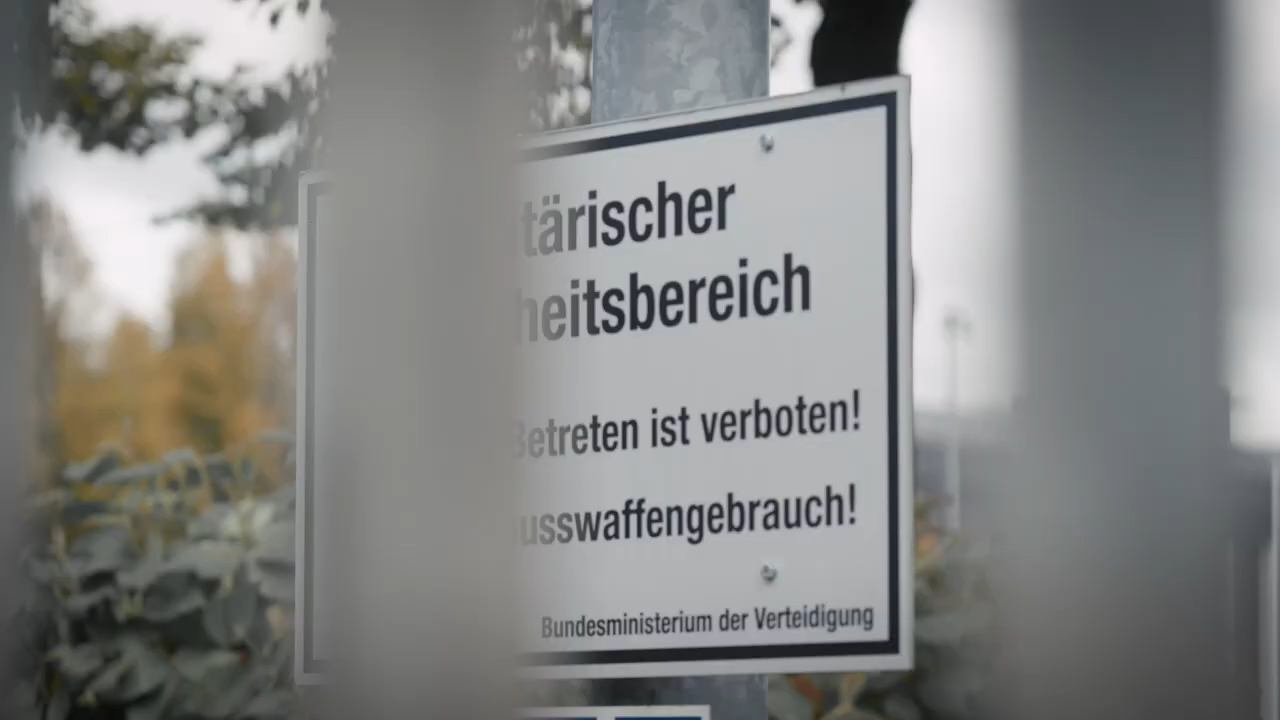 tärischer
heitsbereich
Betreten ist verboten!
usswaffengebrauch!
Bundesministerium der Verteidigung